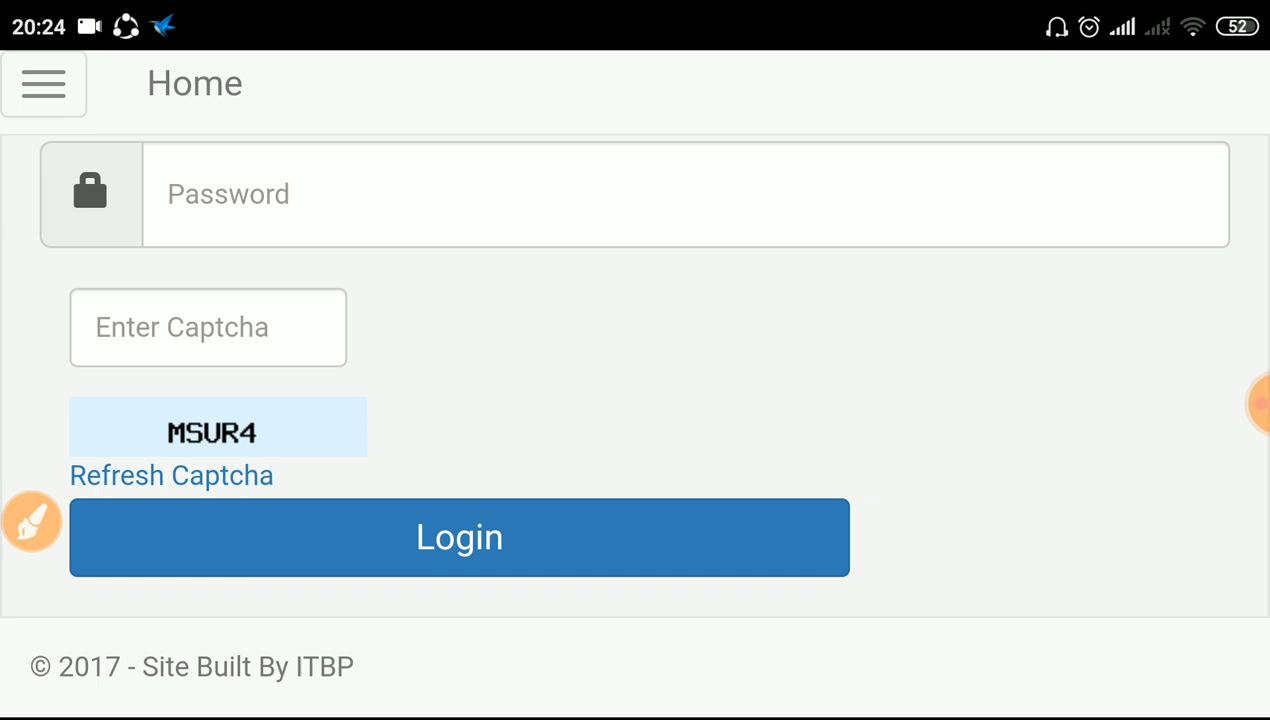 20:24
52
Home
Password
Enter Captcha
MSUR4
Refresh Captcha
Login
© 2017 - Site Built By ITBP